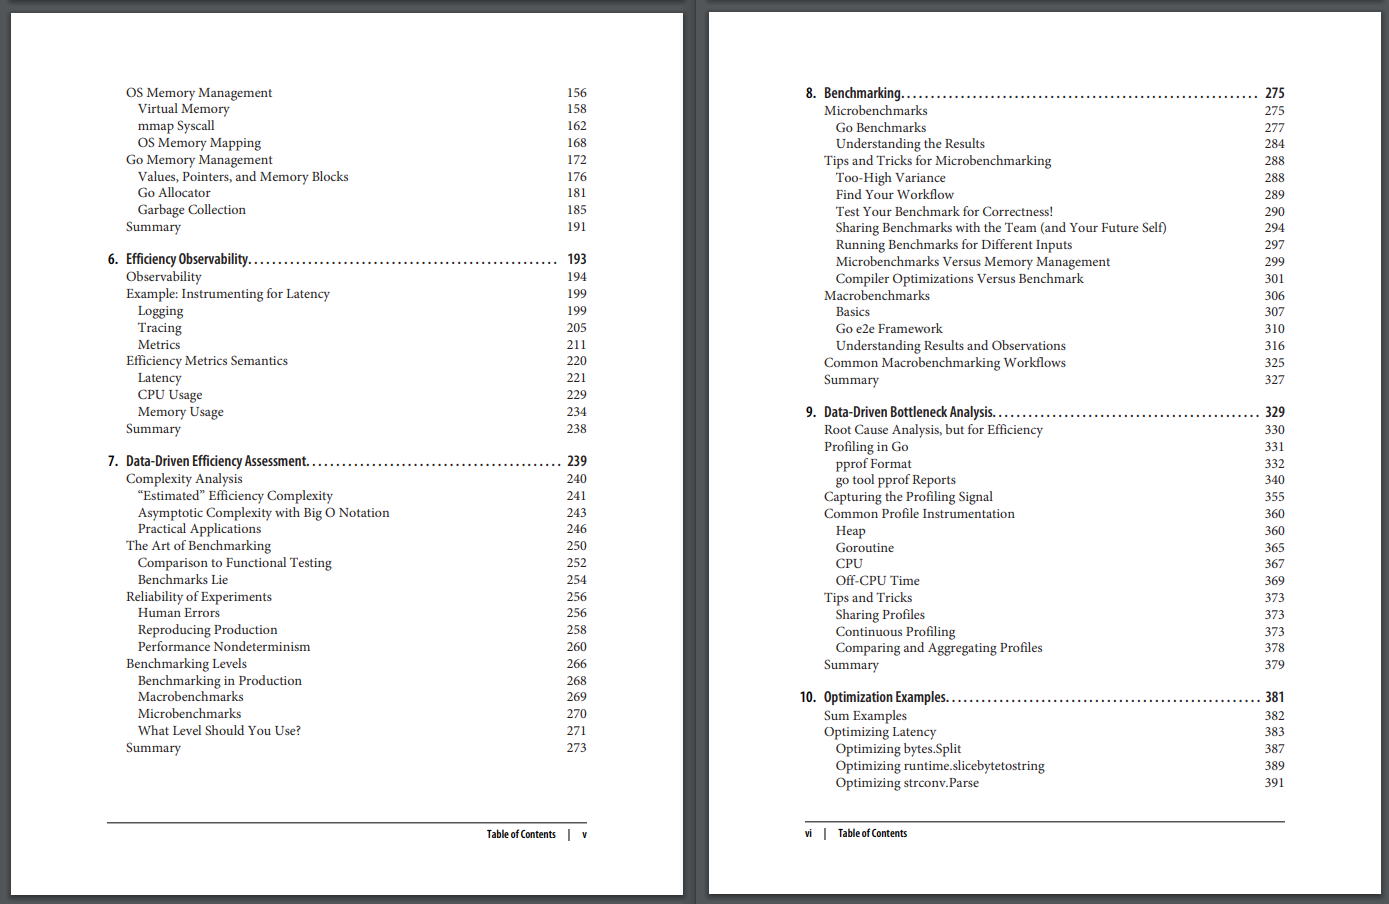 OS Memory Management 156
Virtual Memory 158
mmap Syscall 162
OS Memory Mapping 168
Go Memory Management 172
Values, Pointers, and Memory Blocks 176
Go Allocator 181
Garbage Collection 185
Summary 191
6. Efficiency Observability. . . . . . . . . . . . . . . . . . . . . . . . . . . . . . . . . . . . . . . . . . . . . . . . . . . 193
Observability 194
Example: Instrumenting for Latency 199
Logging 199
Tracing 205
Metrics 211
Efficiency Metrics Semantics 220
Latency 221
CPU Usage 229
Memory Usage 234
Summary 238
7. Data-Driven Efficiency Assessment. . . . . . . . . . . . . . . . . . . . . . . . . . . . . . . . . . . . . . . . . . 239
Complexity Analysis 240
“Estimated” Efficiency Complexity 241
Asymptotic Complexity with Big O Notation 243
Practical Applications 246
The Art of Benchmarking 250
Comparison to Functional Testing 252
Benchmarks Lie 254
Reliability of Experiments 256
Human Errors 256
Reproducing Production 258
Performance Nondeterminism 260
Benchmarking Levels 266
Benchmarking in Production 268
Macrobenchmarks 269
Microbenchmarks 270
What Level Should You Use? 271
Summary 273
Table of Contents | v
8. Benchmarking. . . . . . . . . . . . . . . . . . . . . . . . . . . . . . . . . . . . . . . . . . . . . . . . . . . . . . . . . . . 275
Microbenchmarks 275
Go Benchmarks 277
Understanding the Results 284
Tips and Tricks for Microbenchmarking 288
Too-High Variance 288
Find Your Workflow 289
Test Your Benchmark for Correctness! 290
Sharing Benchmarks with the Team (and Your Future Self) 294
Running Benchmarks for Different Inputs 297
Microbenchmarks Versus Memory Management 299
Compiler Optimizations Versus Benchmark 301
Macrobenchmarks 306
Basics 307
Go e2e Framework 310
Understanding Results and Observations 316
Common Macrobenchmarking Workflows 325
Summary 327
9. Data-Driven Bottleneck Analysis. . . . . . . . . . . . . . . . . . . . . . . . . . . . . . . . . . . . . . . . . . . . 329
Root Cause Analysis, but for Efficiency 330
Profiling in Go 331
pprof Format 332
go tool pprof Reports 340
Capturing the Profiling Signal 355
Common Profile Instrumentation 360
Heap 360
Goroutine 365
CPU 367
Off-CPU Time 369
Tips and Tricks 373
Sharing Profiles 373
Continuous Profiling 373
Comparing and Aggregating Profiles 378
Summary 379
10. Optimization Examples. . . . . . . . . . . . . . . . . . . . . . . . . . . . . . . . . . . . . . . . . . . . . . . . . . . 381
Sum Examples 382
Optimizing Latency 383
Optimizing bytes.Split 387
Optimizing runtime.slicebytetostring 389
Optimizing strconv.Parse 391
vi | Table of Contents